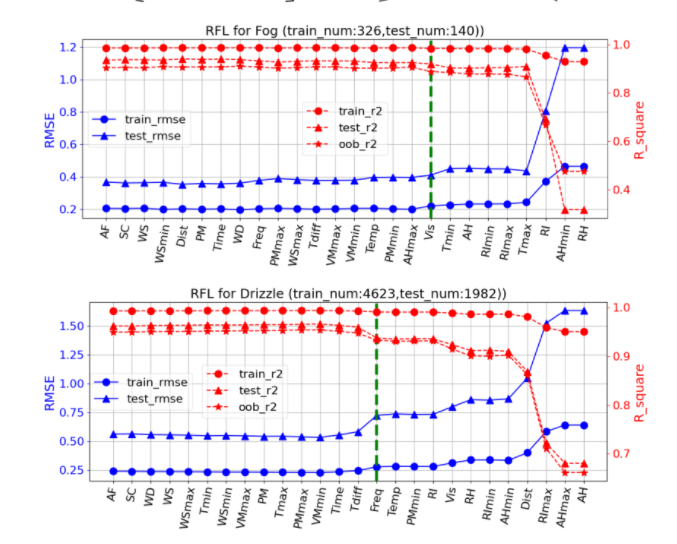 RFL for Fog (train_num:326,test_num:140))
1.2
1.0
0.8
0.6
0.4
0.2
RMSE
train_rmse
test_rmse
train_r2
test_r2
oob_r2
1.0
0.8
0.6
0.4
R_square
AF SC WS WSmin Dist PM Time WD Freq PMmax WSmax Tdiff VMmax VMmin Temp PMmin AHmax Vis Tmin AH RImin RImax Tmax RI AHmin RH
RFL for Drizzle (train_num:4623,test_num:1982))
1.50
1.25
1.00
0.75
0.50
0.25
RMSE
train_rmse
test_rmse
train_r2
test_r2
oob_r2
1.0
0.9
0.8
0.7
R_square
AF SC WD WS WSmax Tmin WSmin VMmax PM Tmax PMmax VMmin Time Tdiff Freq Temp PMmin RI Vis RH RImin AHmin Dist RImax AHmax AH